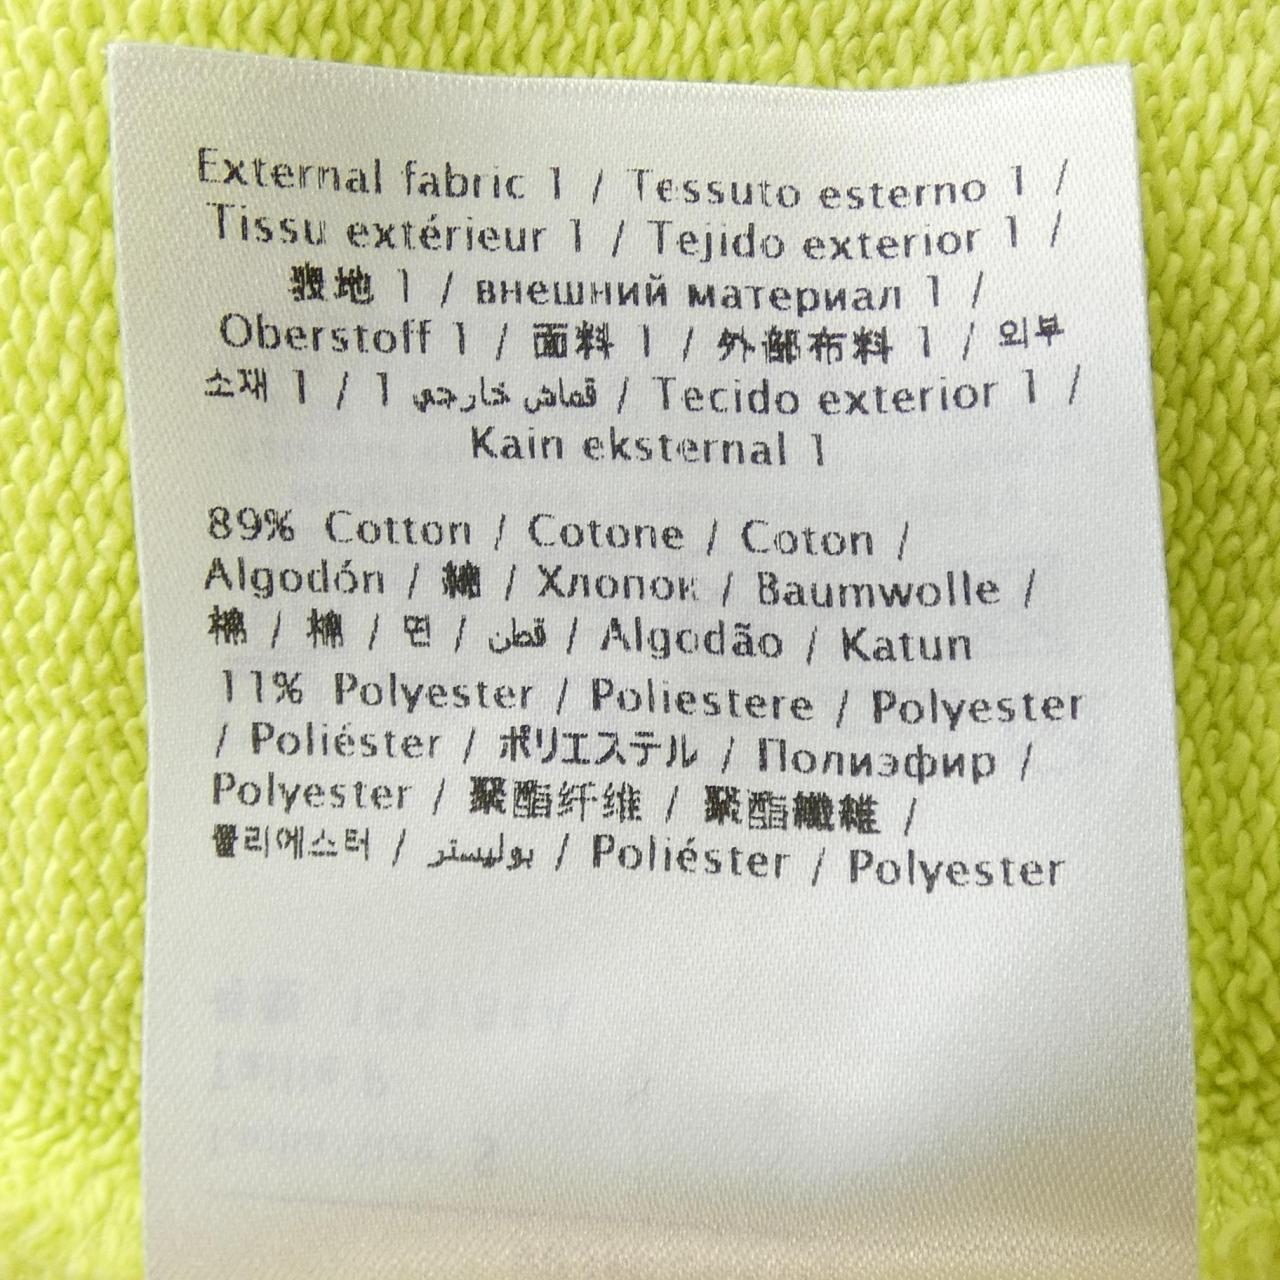 External fabric 1 / Tessuto esterno 1 /
Tissu extérieur 1 / Tejido exterior 1 /
表地 1 / внешний материал 1 /
Oberstoff 1 / 面料 1 / 外部布料 1 / 외부
소재 1 / 1 قماش خارجي / Tecido exterior 1 /
Kain eksternal 1
89% Cotton / Cotone / Coton /
Algodón / 綿 / Хлопок / Baumwolle /
棉 / 棉 / 면 / قطن / Algodão / Katun
11% Polyester / Poliestere / Polyester
/ Poliéster / ポリエステル / Полиэфир /
Polyester / 聚酯纤维 / 聚酯纖維 /
폴리에스터 / بوليستر / Poliéster / Polyester